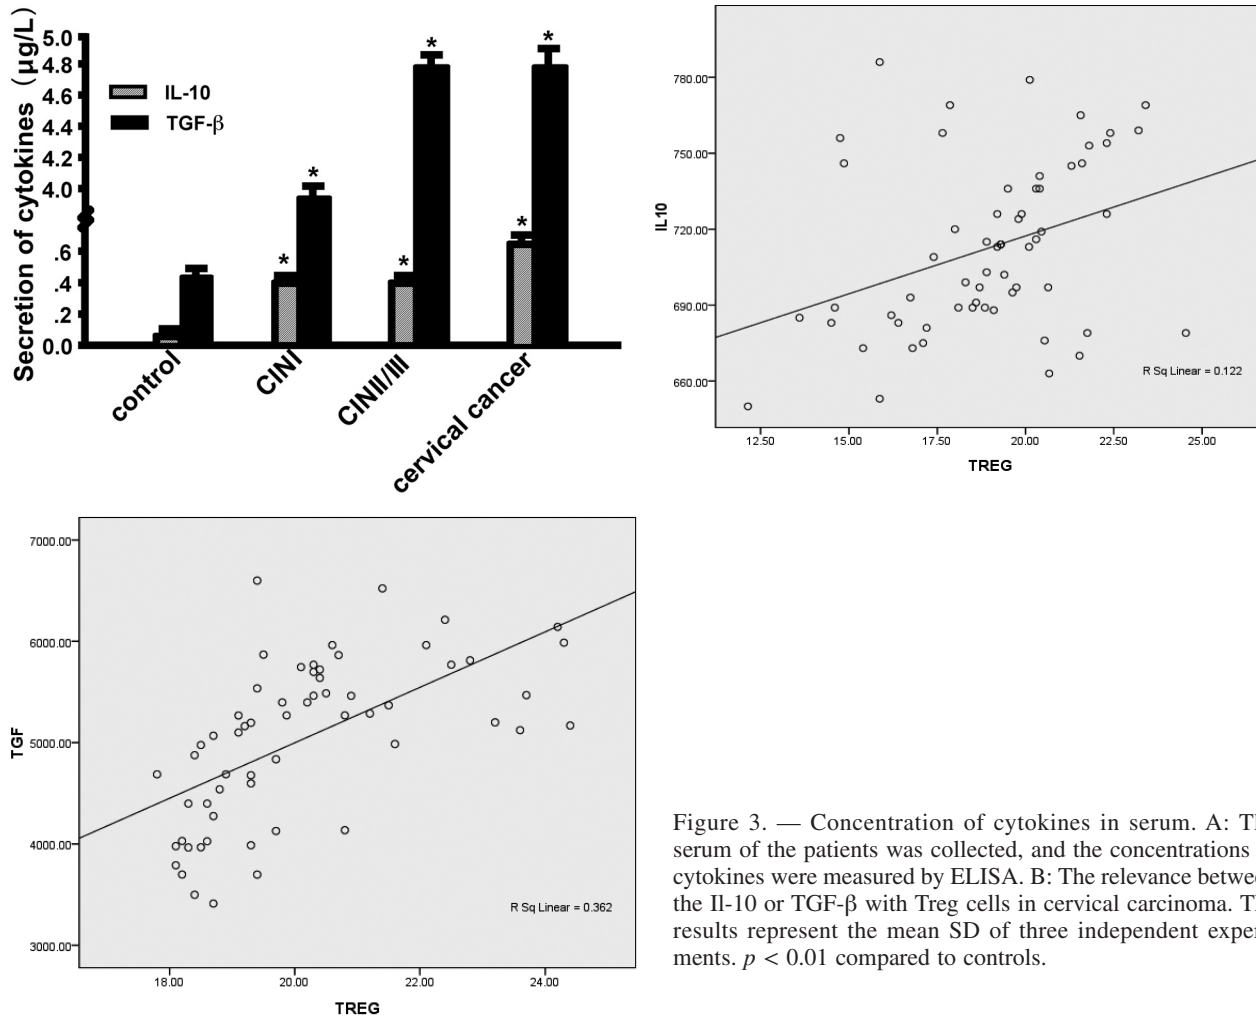 Secretion of cytokines (μg/L)
5.0
4.8
4.6
4.4
4.2
4.0
.6
.4
.2
0.0
IL-10
TGF-β
*
*
*
*
*
*
control
CINI
CINII/III
cervical cancer
IL10
780.00
750.00
720.00
690.00
660.00
R Sq Linear = 0.122
12.50 15.00 17.50 20.00 22.50 25.00
TREG
TGF
7000.00
6000.00
5000.00
4000.00
3000.00
R Sq Linear = 0.362
18.00 20.00 22.00 24.00
TREG
Figure 3. — Concentration of cytokines in serum. A:
serum of the patients was collected, and the concentrations
cytokines were measured by ELISA. B: The relevance betwee
the Il-10 or TGF-β with Treg cells in cervical carcinoma.
results represent the mean SD of three independent exper
ments. p < 0.01 compared to controls.